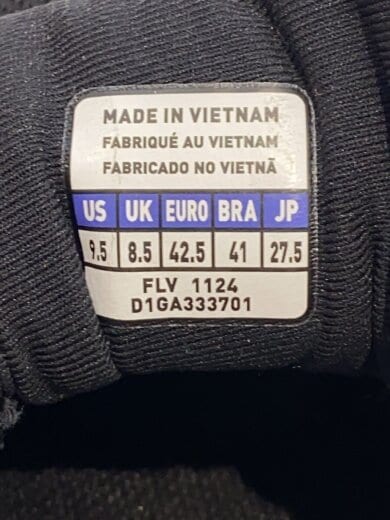 MADE IN VIETNAM
FABRIQUÉ AU VIETNAM
FABRICADO NO VIETNÃ
US UK EURO BRA JP
9.5 8.5 42.5 41 27.5
FLV 1124
D1GA333701